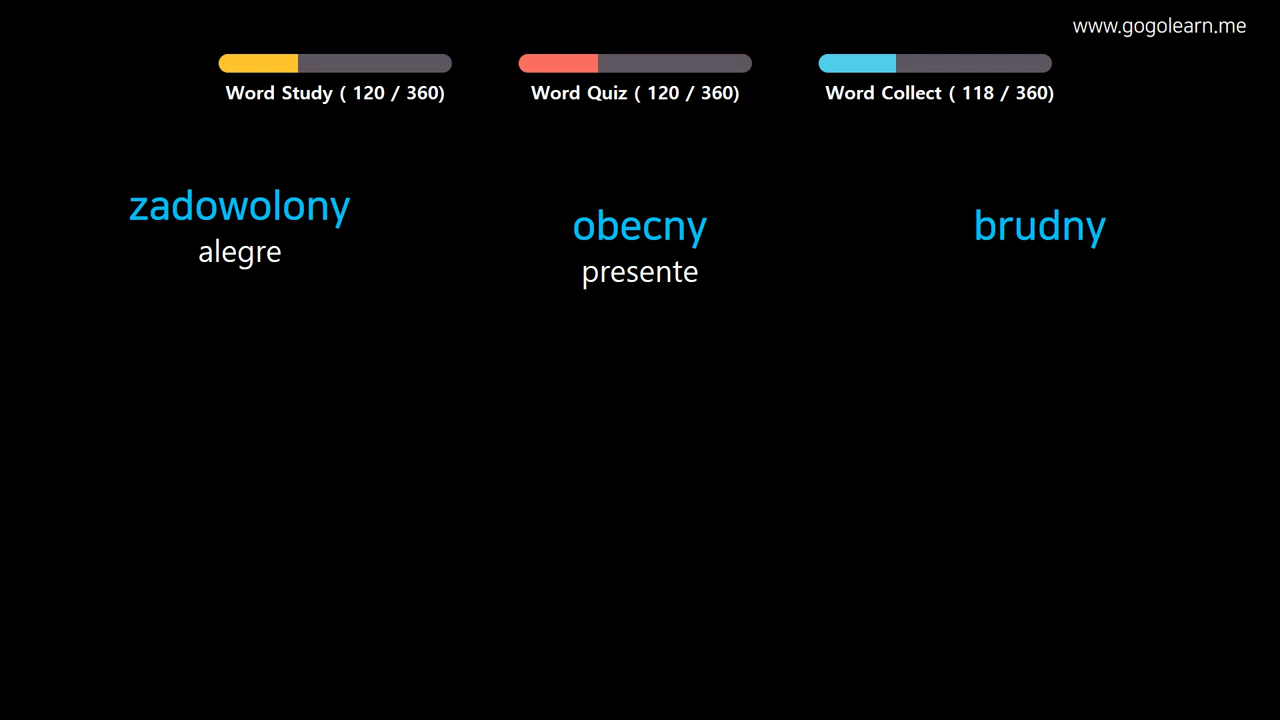 www.gogolearn.me
Word Study ( 120 / 360)
Word Quiz ( 120 / 360)
Word Collect ( 118 / 360)
zadowolony
alegre
obecny
presente
brudny